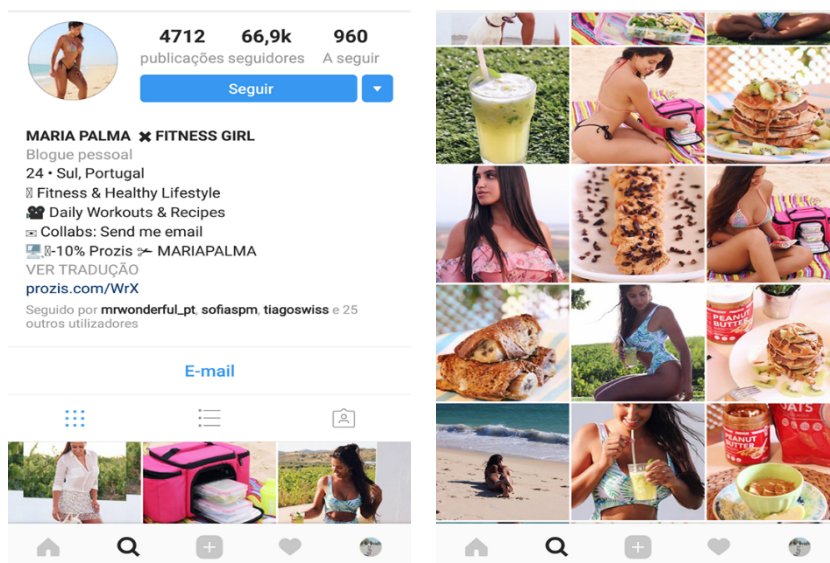 4712 66,9k 960
publicações seguidores A seguir
Seguir
MARIA PALMA ✖ FITNESS GIRL
Blogue pessoal
24 • Sul, Portugal
Fitness & Healthy Lifestyle
🎥 Daily Workouts & Recipes
✉ Collabs: Send me email
-10% Prozis ✂ MARIAPALMA
VER TRADUÇÃO
prozis.com/WrX
Seguido por mrwonderful_pt, sofiaspm, tiagoswiss e 25
outros utilizadores
E-mail
PEANUT
BUTTER
PEANUT
BUTTER
OATS